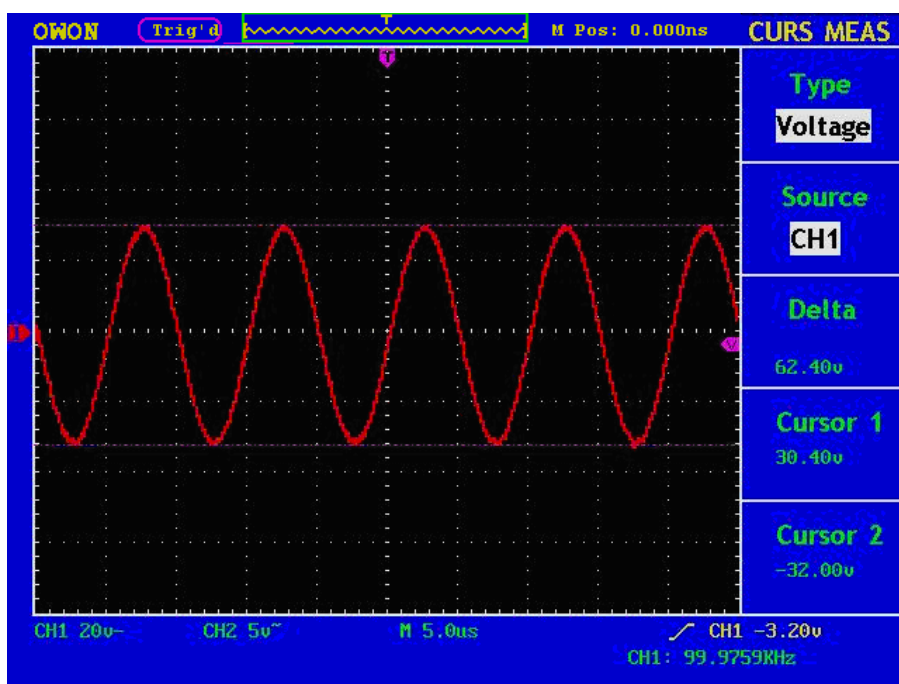 OWON Trig'd T M Pos: 0.000ns CURS MEAS
T
Type
Voltage
Source
CH1
1
V
Delta
62.40v
Cursor 1
30.40v
Cursor 2
-32.00v
CH1 20v- CH2 5v~ M 5.0us CH1 -3.20v
CH1: 99.9759KHz